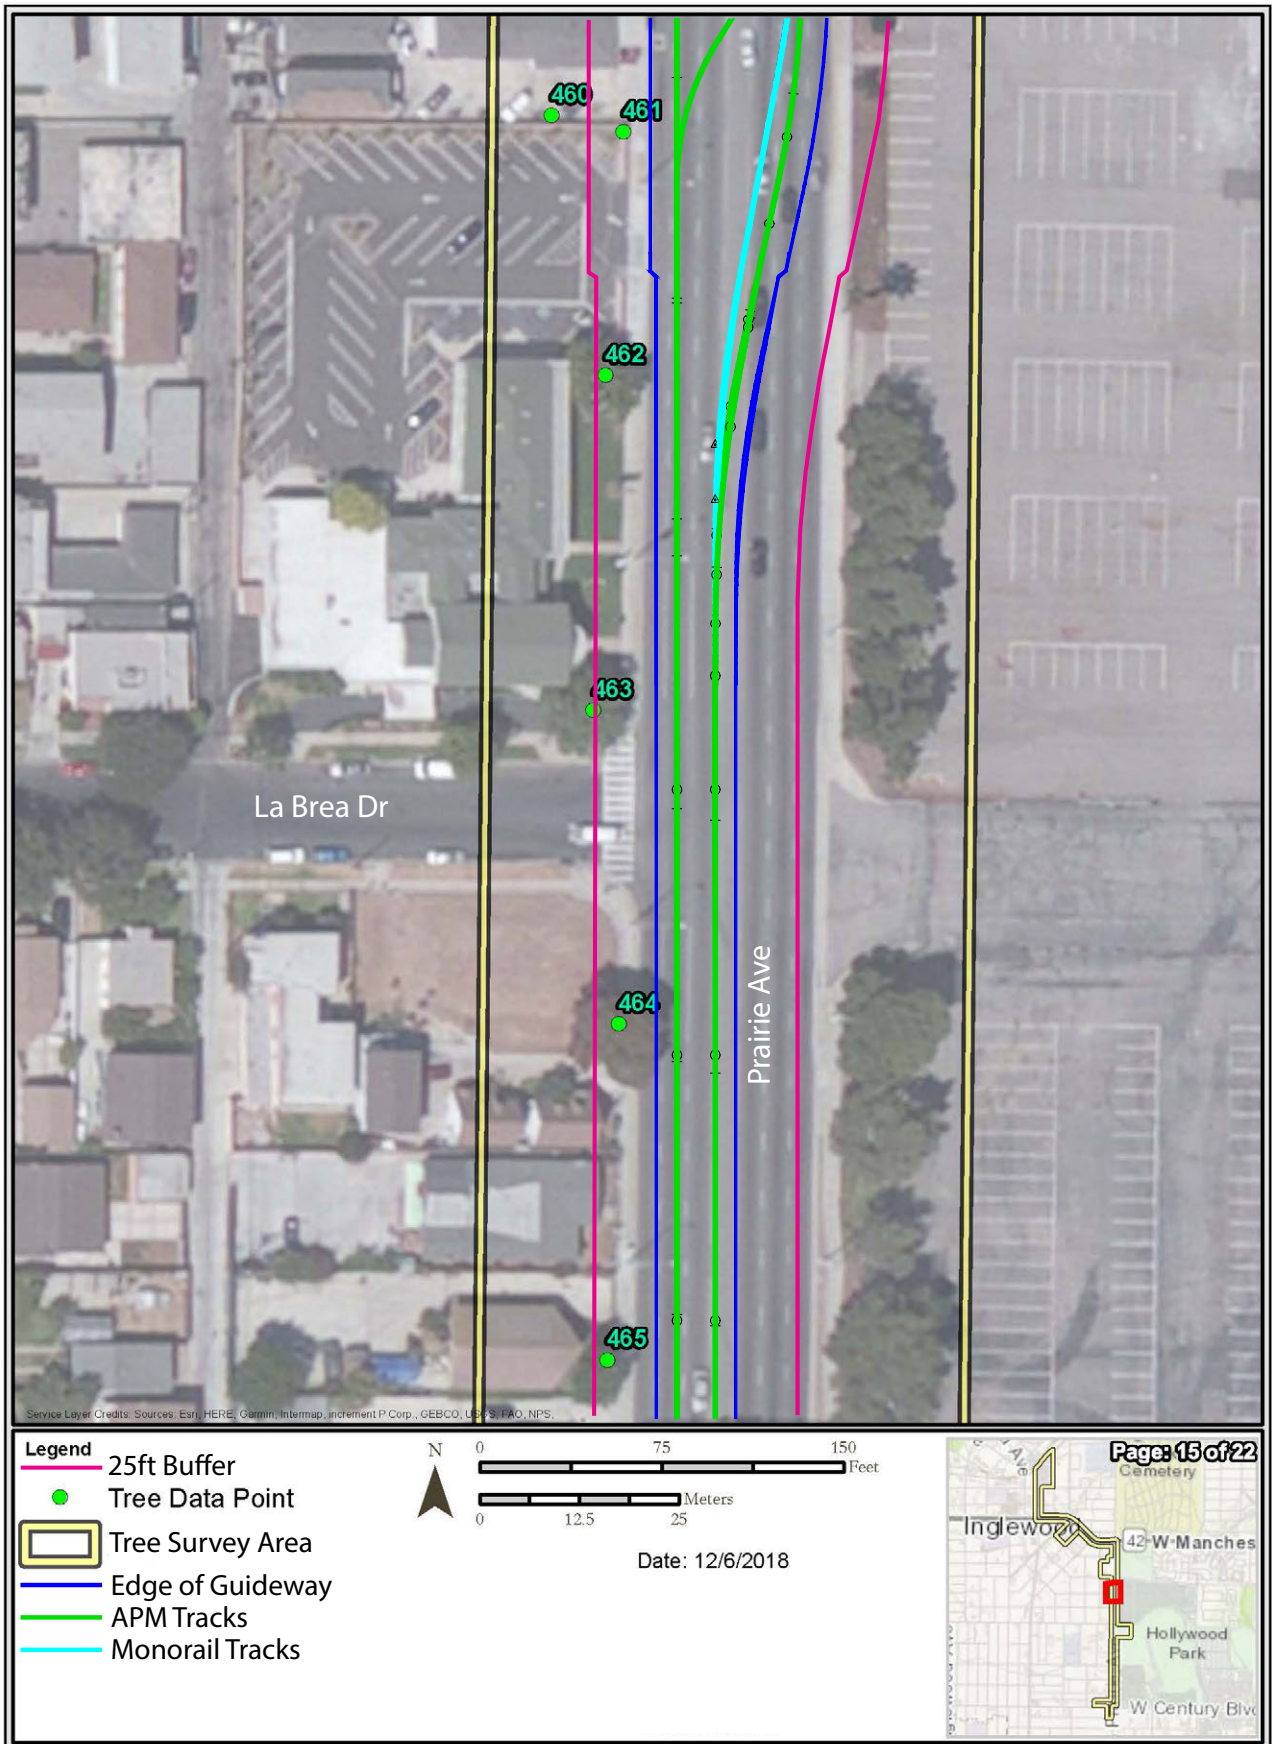 460
461
462
463
La Brea Dr
464
Prairie Ave
465
Service Layer Credits: Sources: Esri, HERE, Garmin, Intermap, increment P Corp., GEBCO, USGS, FAO, NPS,
Legend
25ft Buffer
Tree Data Point
Tree Survey Area
Edge of Guideway
APM Tracks
Monorail Tracks
N
0 75 150
Feet
Meters
0 12.5 25
Date: 12/6/2018
Page: 15 of 22
Ave
Cemetery
Inglewood
42
W Manches
Hollywood
Park
W Century Blv